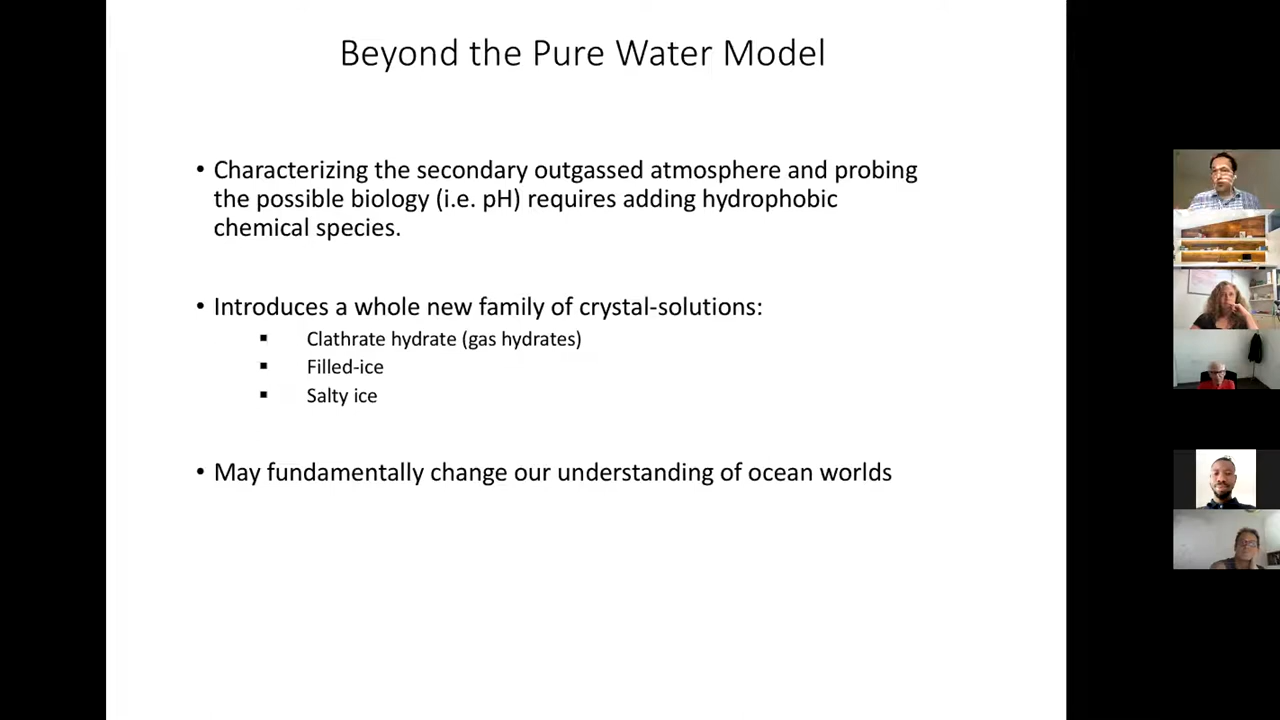 Beyond the Pure Water Model
• Characterizing the secondary outgassed atmosphere and probing
the possible biology (i.e. pH) requires adding hydrophobic
chemical species.
• Introduces a whole new family of crystal-solutions:
▪ Clathrate hydrate (gas hydrates)
▪ Filled-ice
▪ Salty ice
• May fundamentally change our understanding of ocean worlds